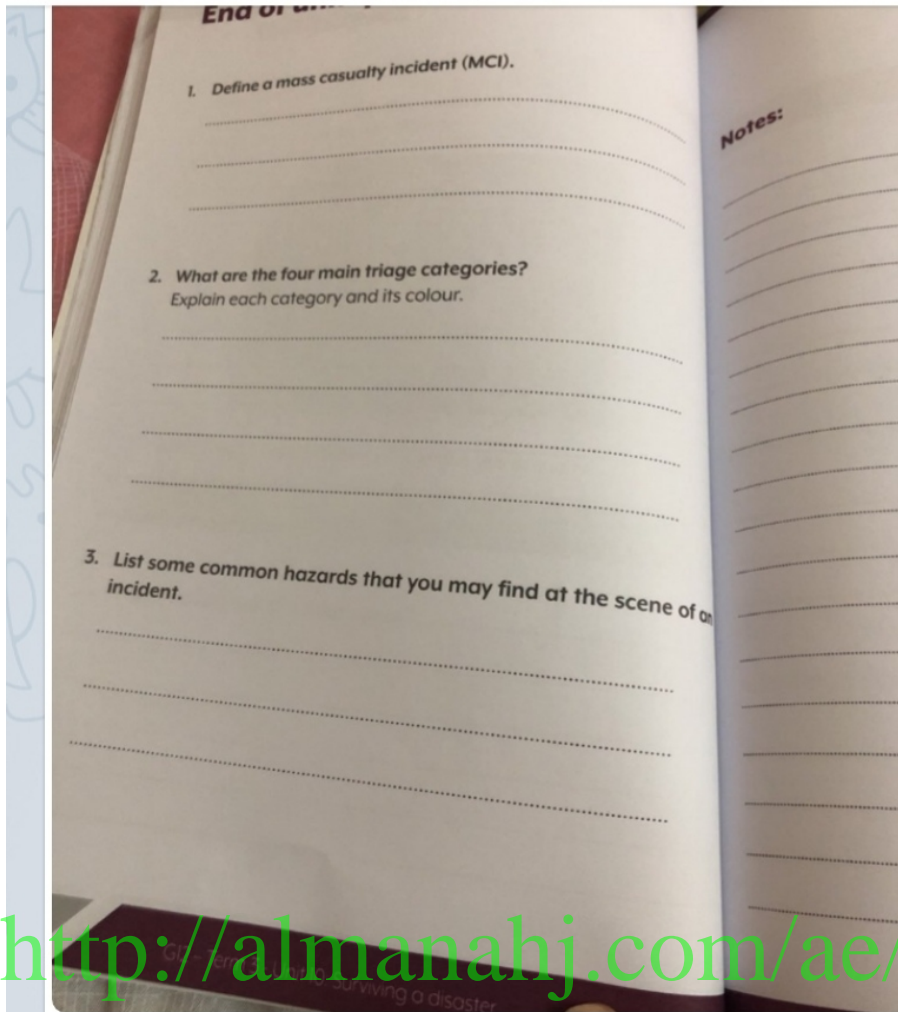 End of
1. Define a mass casualty incident (MCI).
2. What are the four main triage categories?
Explain each category and its colour.
3. List some common hazards that you may find at the scene of an
incident.
Surviving a disaster
Notes:
http://almanahj.com/ae/